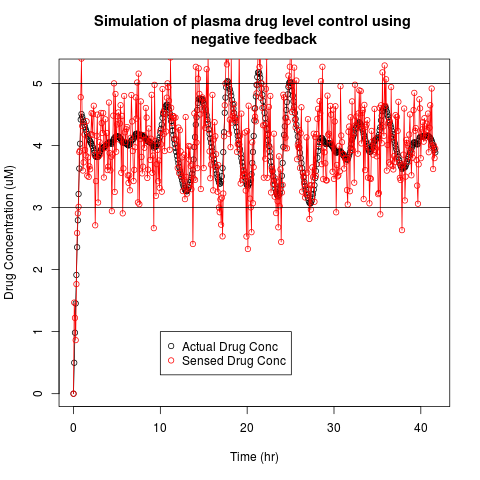 Simulation of plasma drug level control using
negative feedback
Drug Concentration (uM)
5
4
3
2
1
0
Actual Drug Conc
Sensed Drug Conc
0 10 20 30 40
Time (hr)